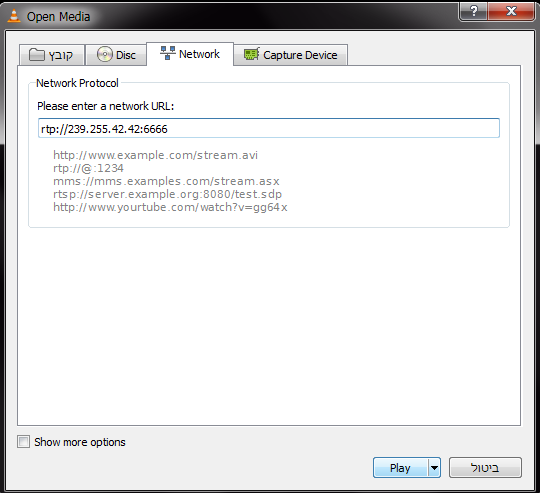 Open Media
קובץ
Disc
Network
Capture Device
Network Protocol
Please enter a network URL:
rtp://239.255.42.42:6666
http://www.example.com/stream.avi
rtp://@:1234
mms://mms.examples.com/stream.asx
rtsp://server.example.org:8080/test.sdp
http://www.yourtube.com/watch?v=gg64x
Show more options
Play
ביטול